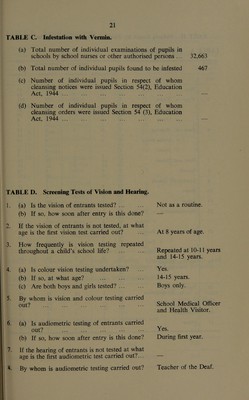 21
TABLE C. Infestation with Vermin.
(a) Total number of individual examinations of pupils in
schools by school nurses or other authorised persons .. 32,663
(b) Total number of individual pupils found to be infested 467
(c) Number of individual pupils in respect of whom
cleansing notices were issued Section 54(2), Education
Act, 1944 ... —
(d) Number of individual pupils in respect of whom
cleansing orders were issued Section 54 (3), Education
Act, 1944 ... —
TABLE D. Screening Tests of Vision and Hearing.
1. (a) Is the vision of entrants tested? ... Not as a routine.
(b) If so, how soon after entry is this done? —
2. If the vision of entrants is not tested, at what
age is the first vision test carried out? At 8 years of age.
3. How frequently is vision testing repeated
throughout a child's school life? Repeated at 10-11 years
and 14-15 years.
4. (a) Is colour vision testing undertaken? ... Yes.
(b) If so, at what age? ... 14-15 years.
(c) Are both boys and girls tested? ... Boys only.
5. By whom is vision and colour testing carried
out? ... School Medical Officer
and Health Visitor.
6. (a) Is audiometric testing of entrants carried
out? ... Yes.
(b) If so, how soon after entry is this done? During first year.
7. If the hearing of entrants is not tested at what
age is the first audiometric test carried out? .. —
8. By whom is audiometric testing carried out? Teacher of the Deaf.